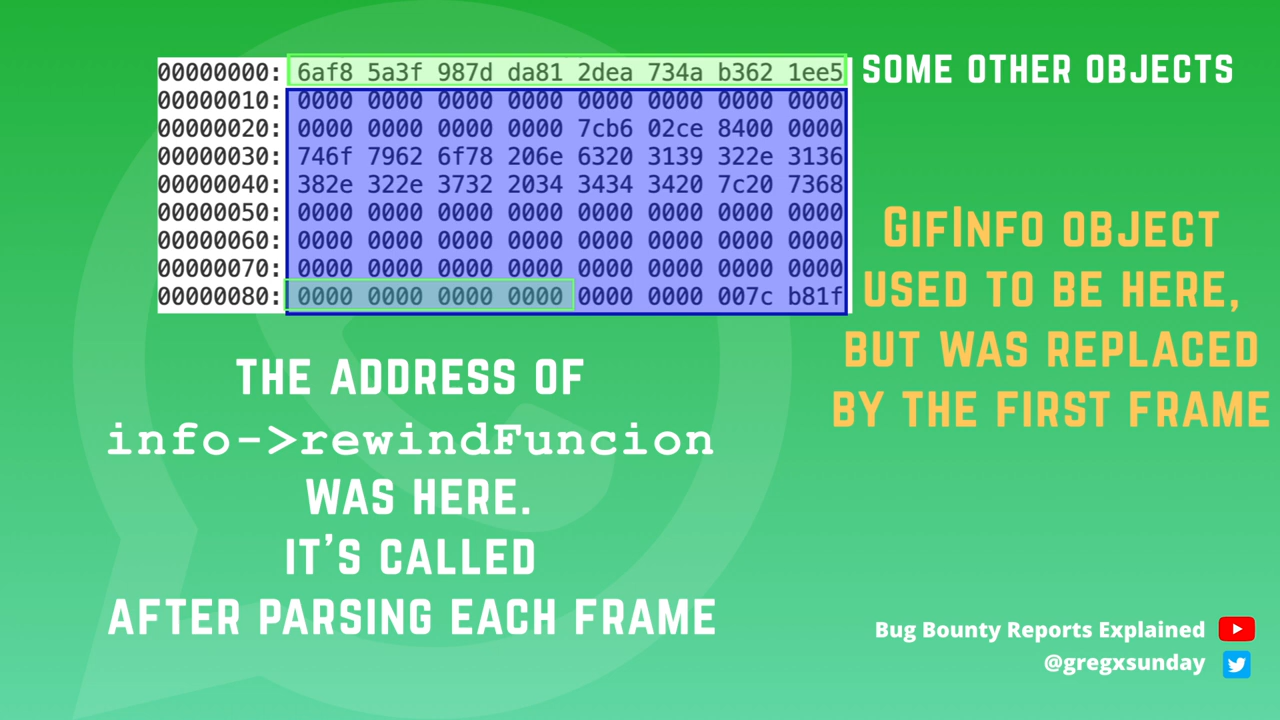 00000000: 6af8 5a3f 987d da81 2dea 734a b362 1ee5
00000010: 0000 0000 0000 0000 0000 0000 0000 0000
00000020: 0000 0000 0000 0000 7cb6 02ce 8400 0000
00000030: 746f 7962 6f78 206e 6320 3139 322e 3136
00000040: 382e 322e 3732 2034 3434 3420 7c20 7368
00000050: 0000 0000 0000 0000 0000 0000 0000 0000
00000060: 0000 0000 0000 0000 0000 0000 0000 0000
00000070: 0000 0000 0000 0000 0000 0000 0000 0000
00000080: 0000 0000 0000 0000 0000 0000 007c b81f
SOME OTHER OBJECTS
GIFINFO OBJECT
USED TO BE HERE,
BUT WAS REPLACED
BY THE FIRST FRAME
THE ADDRESS OF
info->rewindFuncion
WAS HERE.
IT'S CALLED
AFTER PARSING EACH FRAME
Bug Bounty Reports Explained
@gregxsunday